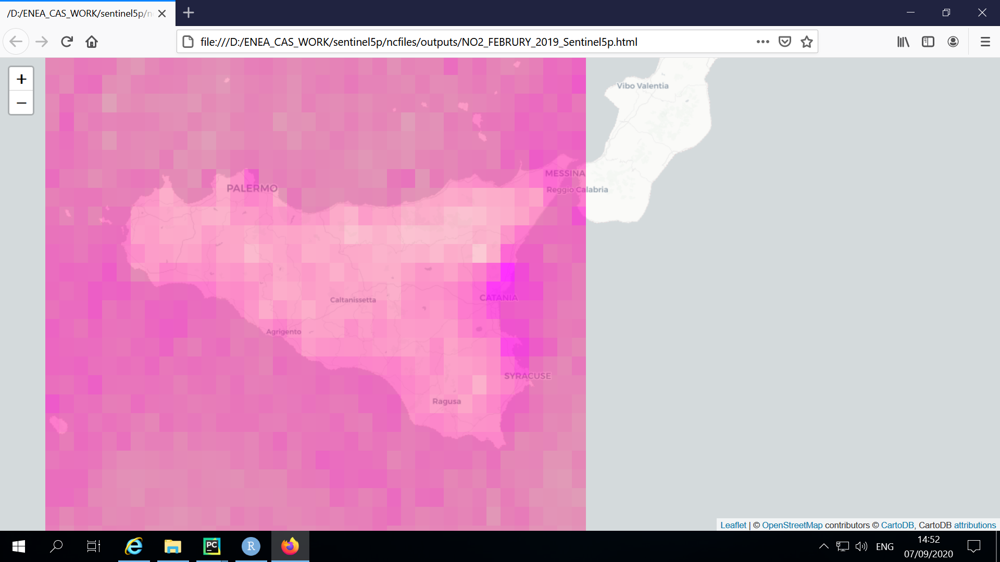 /D:/ENEA_CAS_WORK/sentinel5p/n
file:///D:/ENEA_CAS_WORK/sentinel5p/ncfiles/outputs/NO2_FEBRURY_2019_Sentinel5p.html
+
−
Vibo Valentia
MESSINA
PALERMO
Reggio Calabria
CATANIA
Caltanissetta
Agrigento
SYRACUSE
Ragusa
Leaflet | © OpenStreetMap contributors © CartoDB, CartoDB attributions
PC
R
ENG
14:52
07/09/2020